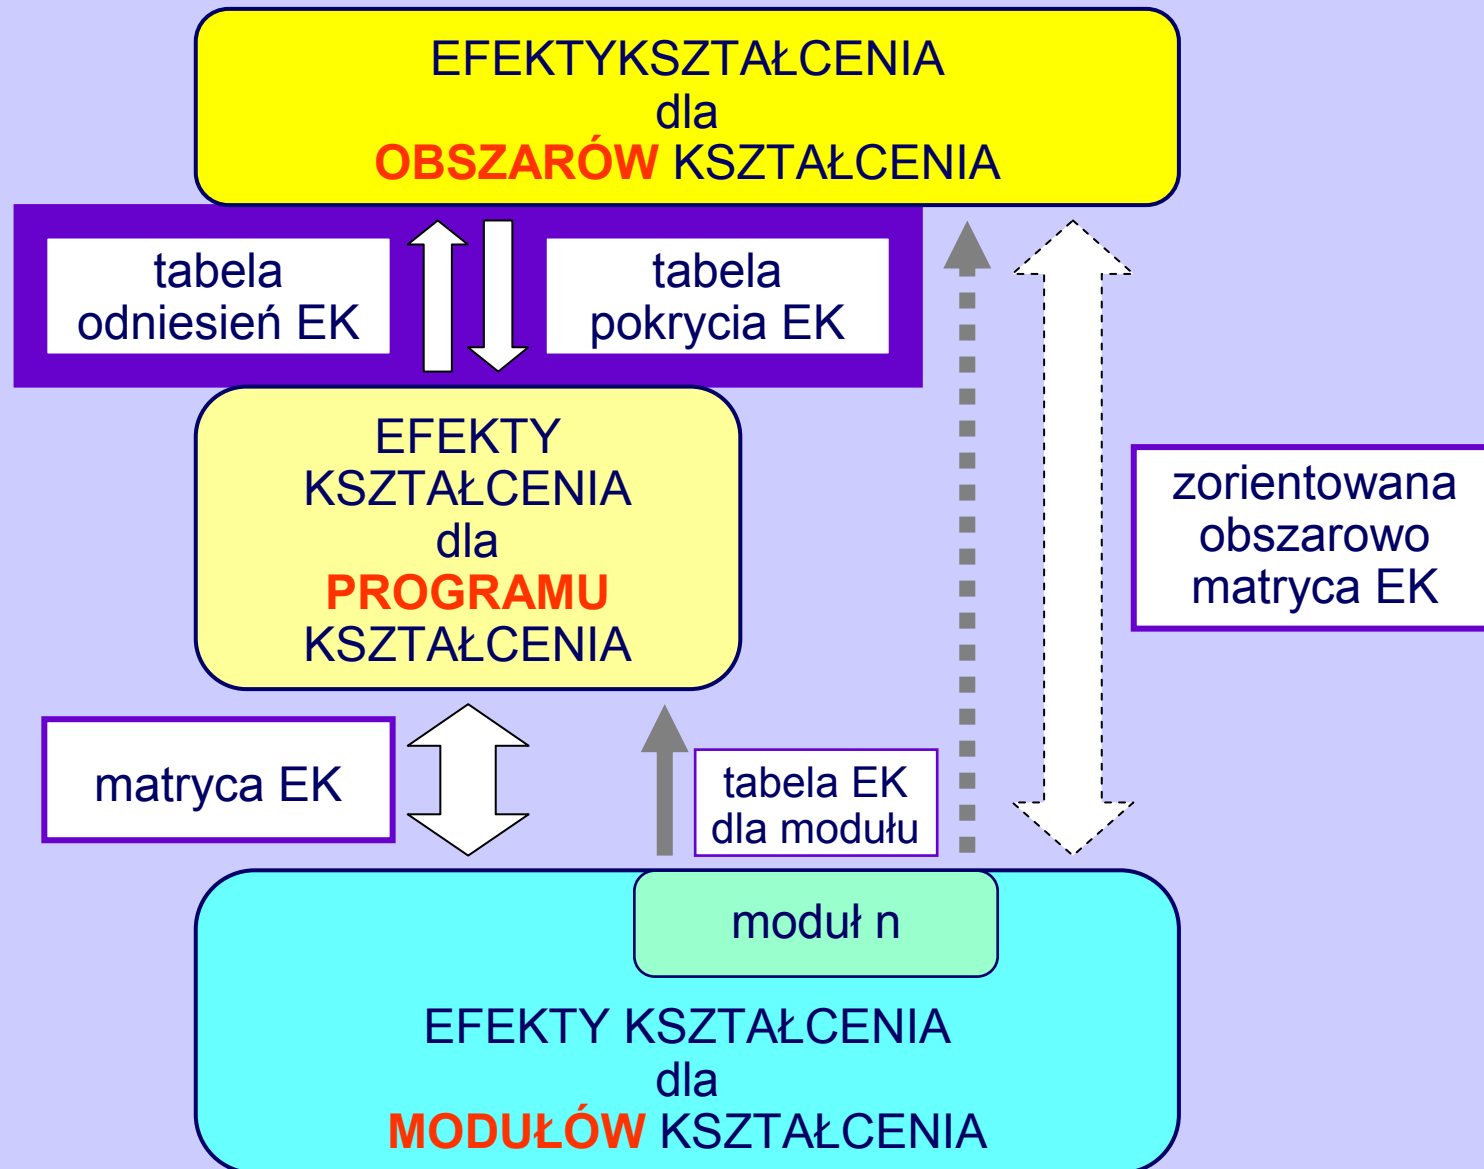 EFEKTYKSZTAŁCENIA
dla
OBSZARÓW KSZTAŁCENIA
tabela
odniesień EK
tabela
pokrycia EK
EFEKTY
KSZTAŁCENIA
dla
PROGRAMU
KSZTAŁCENIA
zorientowana
obszarowo
matryca EK
matryca EK
tabela EK
dla modułu
moduł n
EFEKTY KSZTAŁCENIA
dla
MODUŁÓW KSZTAŁCENIA